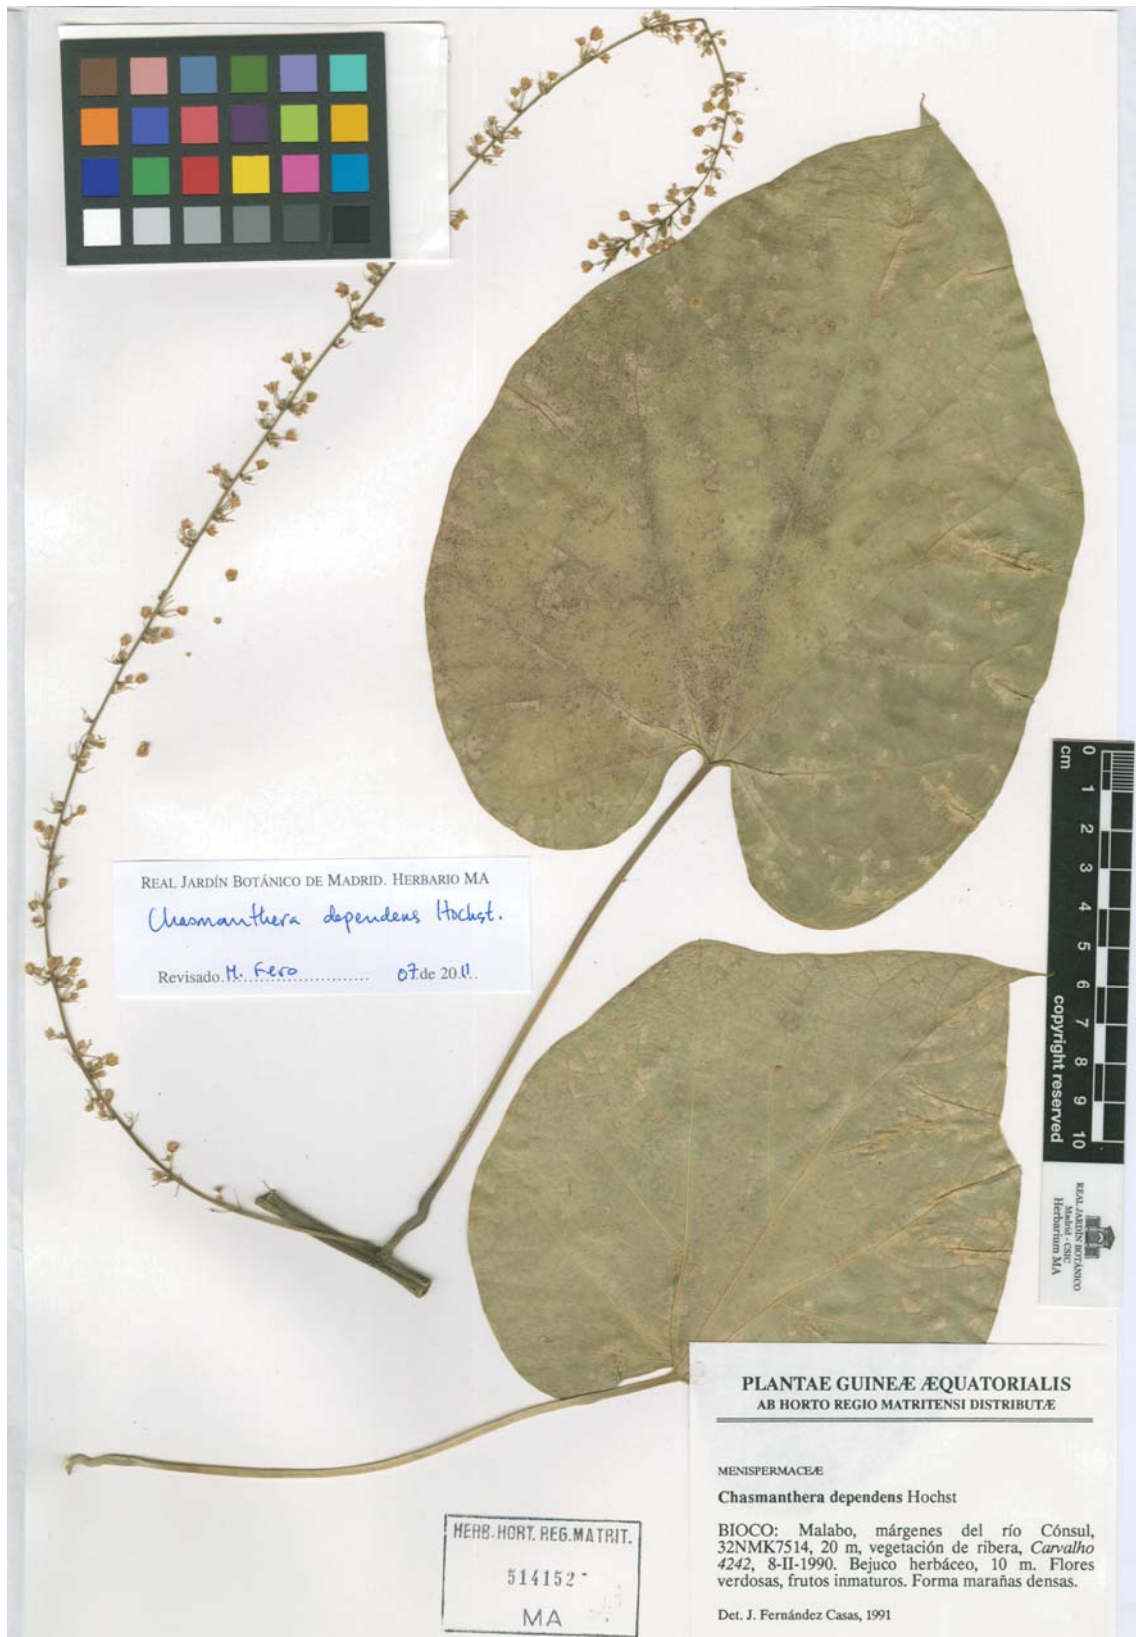 REAL JARDÍN BOTÁNICO DE MADRID. HERBARIO MA
Chasmanthera dependens Hochst.
Revisado M. Fero 07 de 2011.
0
cm
1
2
3
4
5
6
7
8
9
10
copyright reserved
REAL JARDÍN BOTÁNICO
Madrid - CSIC
Herbarium MA
PLANTAE GUINEÆ ÆQUATORIALIS
AB HORTO REGIO MATRITENSI DISTRIBUTÆ
MENISPERMACEÆ
Chasmanthera dependens Hochst
BIOCO: Malabo, márgenes del río Cónsul,
32NMK7514, 20 m, vegetación de ribera, Carvalho
4242, 8-II-1990. Bejuco herbáceo, 10 m. Flores
verdosas, frutos inmaturos. Forma marañas densas.
Det. J. Fernández Casas, 1991
HERB. HORT. REG. MATRIT.
514152
MA